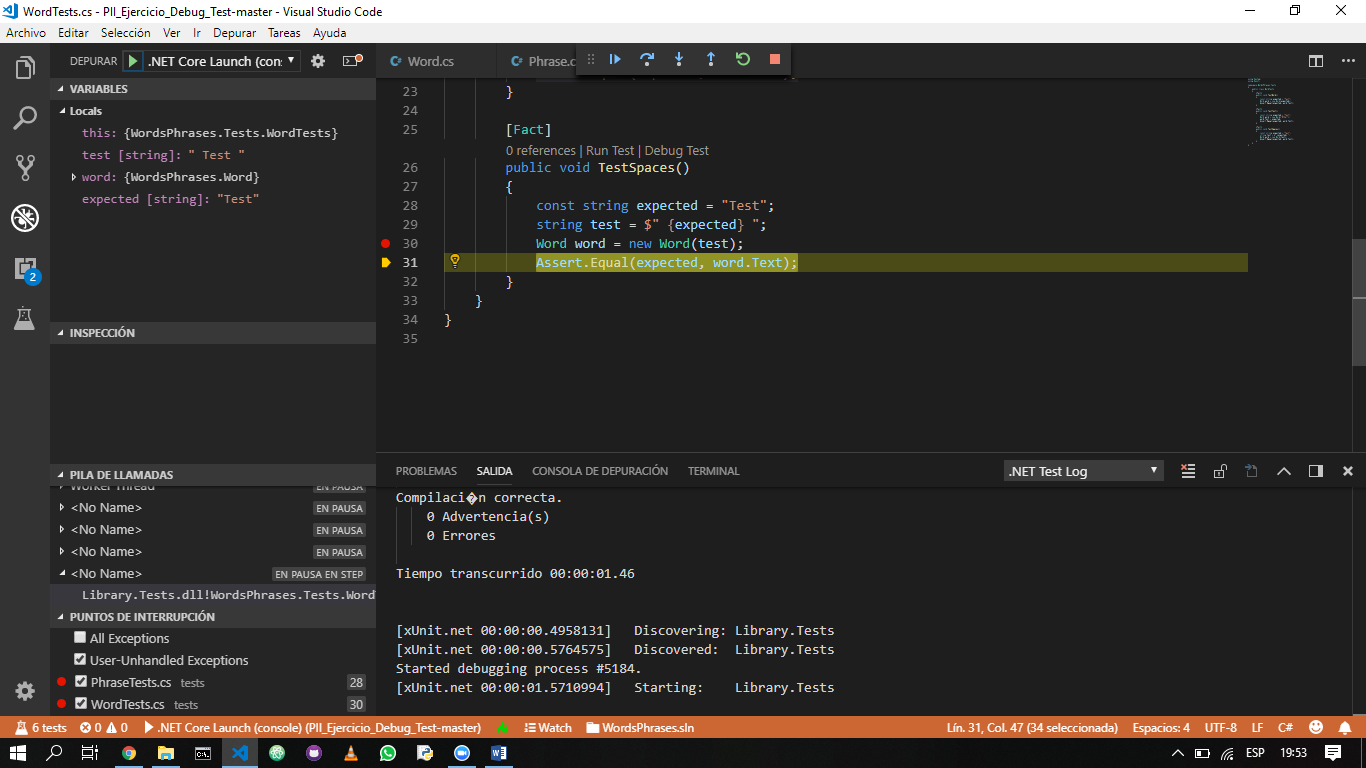 WordTests.cs - PII_Ejercicio_Debug_Test-master - Visual Studio Code
Archivo Editar Selección Ver Ir Depurar Tareas Ayuda
DEPURAR .NET Core Launch (con:
VARIABLES
Locals
this: {WordsPhrases.Tests.WordTests}
test [string]: " Test "
word: {WordsPhrases.Word}
expected [string]: "Test"
INSPECCIÓN
PILA DE LLAMADAS
Worker Thread EN PAUSA
<No Name> EN PAUSA
<No Name> EN PAUSA
<No Name> EN PAUSA
<No Name> EN PAUSA EN STEP
Library.Tests.dll!WordsPhrases.Tests.Word
PUNTOS DE INTERRUPCIÓN
All Exceptions
User-Unhandled Exceptions
PhraseTests.cs tests 28
WordTests.cs tests 30
2
Word.cs Phrase.c
23 }
24
25 [Fact]
0 references | Run Test | Debug Test
26 public void TestSpaces()
27 {
28 const string expected = "Test";
29 string test = $" {expected} ";
30 Word word = new Word(test);
31 Assert.Equal(expected, word.Text);
32 }
33 }
34 }
35
PROBLEMAS SALIDA CONSOLA DE DEPURACIÓN TERMINAL .NET Test Log
Compilaci�n correcta.
0 Advertencia(s)
0 Errores
Tiempo transcurrido 00:00:01.46
[xUnit.net 00:00:00.4958131] Discovering: Library.Tests
[xUnit.net 00:00:00.5764575] Discovered: Library.Tests
Started debugging process #5184.
[xUnit.net 00:00:01.5710994] Starting: Library.Tests
6 tests 0 0 .NET Core Launch (console) (PII_Ejercicio_Debug_Test-master) Watch WordsPhrases.sln Lín. 31, Col. 47 (34 seleccionada) Espacios: 4 UTF-8 LF C#
ESP 19:53